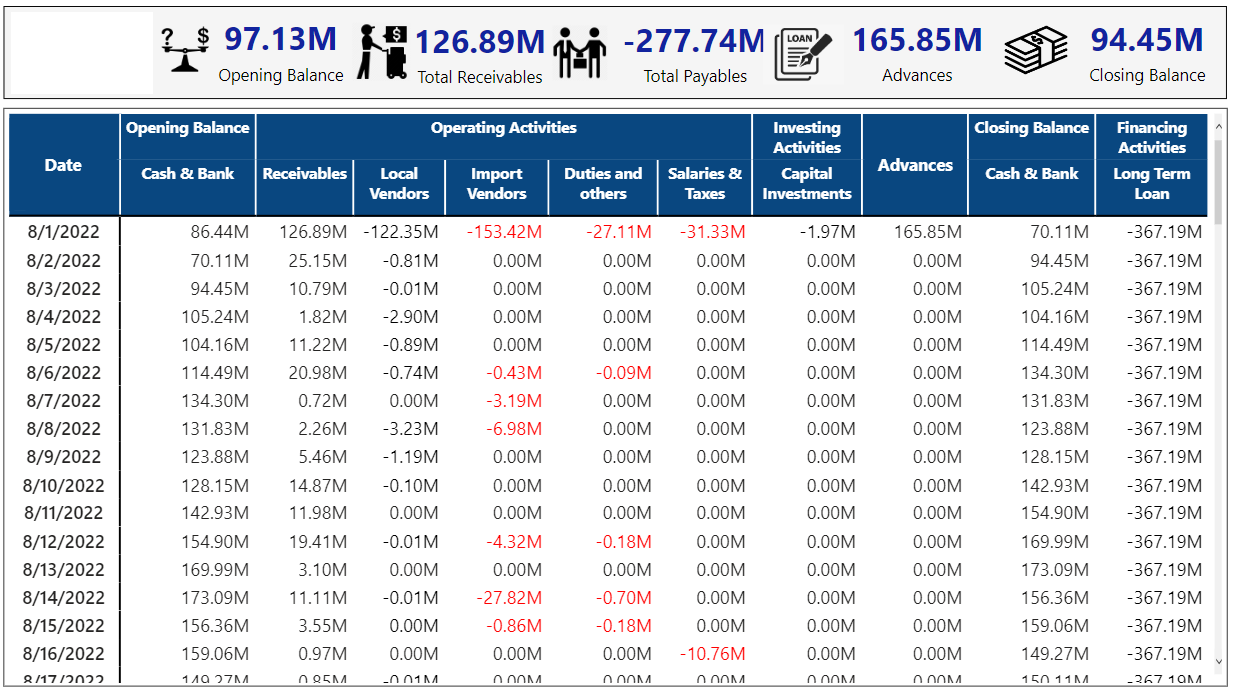 97.13M 126.89M -277.74M 165.85M 94.45M
Opening Balance Total Receivables Total Payables LOAN Advances Closing Balance
Date Opening Balance Operating Activities Investing Activities Advances Closing Balance Financing Activities
Cash & Bank Receivables Local Vendors Import Vendors Duties and others Salaries & Taxes Capital Investments Cash & Bank Long Term Loan
8/1/2022 86.44M 126.89M -122.35M -153.42M -27.11M -31.33M -1.97M 165.85M 70.11M -367.19M
8/2/2022 70.11M 25.15M -0.81M 0.00M 0.00M 0.00M 0.00M 0.00M 94.45M -367.19M
8/3/2022 94.45M 10.79M -0.01M 0.00M 0.00M 0.00M 0.00M 0.00M 105.24M -367.19M
8/4/2022 105.24M 1.82M -2.90M 0.00M 0.00M 0.00M 0.00M 0.00M 104.16M -367.19M
8/5/2022 104.16M 11.22M -0.89M 0.00M 0.00M 0.00M 0.00M 0.00M 114.49M -367.19M
8/6/2022 114.49M 20.98M -0.74M -0.43M -0.09M 0.00M 0.00M 0.00M 134.30M -367.19M
8/7/2022 134.30M 0.72M 0.00M -3.19M 0.00M 0.00M 0.00M 0.00M 131.83M -367.19M
8/8/2022 131.83M 2.26M -3.23M -6.98M 0.00M 0.00M 0.00M 0.00M 123.88M -367.19M
8/9/2022 123.88M 5.46M -1.19M 0.00M 0.00M 0.00M 0.00M 0.00M 128.15M -367.19M
8/10/2022 128.15M 14.87M -0.10M 0.00M 0.00M 0.00M 0.00M 0.00M 142.93M -367.19M
8/11/2022 142.93M 11.98M 0.00M 0.00M 0.00M 0.00M 0.00M 0.00M 154.90M -367.19M
8/12/2022 154.90M 19.41M -0.01M -4.32M -0.18M 0.00M 0.00M 0.00M 169.99M -367.19M
8/13/2022 169.99M 3.10M 0.00M 0.00M 0.00M 0.00M 0.00M 0.00M 173.09M -367.19M
8/14/2022 173.09M 11.11M -0.01M -27.82M -0.70M 0.00M 0.00M 0.00M 156.36M -367.19M
8/15/2022 156.36M 3.55M 0.00M -0.86M -0.18M 0.00M 0.00M 0.00M 159.06M -367.19M
8/16/2022 159.06M 0.97M 0.00M 0.00M 0.00M -10.76M 0.00M 0.00M 149.27M -367.19M
8/17/2022 149.27M 0.85M -0.01M 0.00M 0.00M 0.00M 0.00M 0.00M 150.11M -367.19M